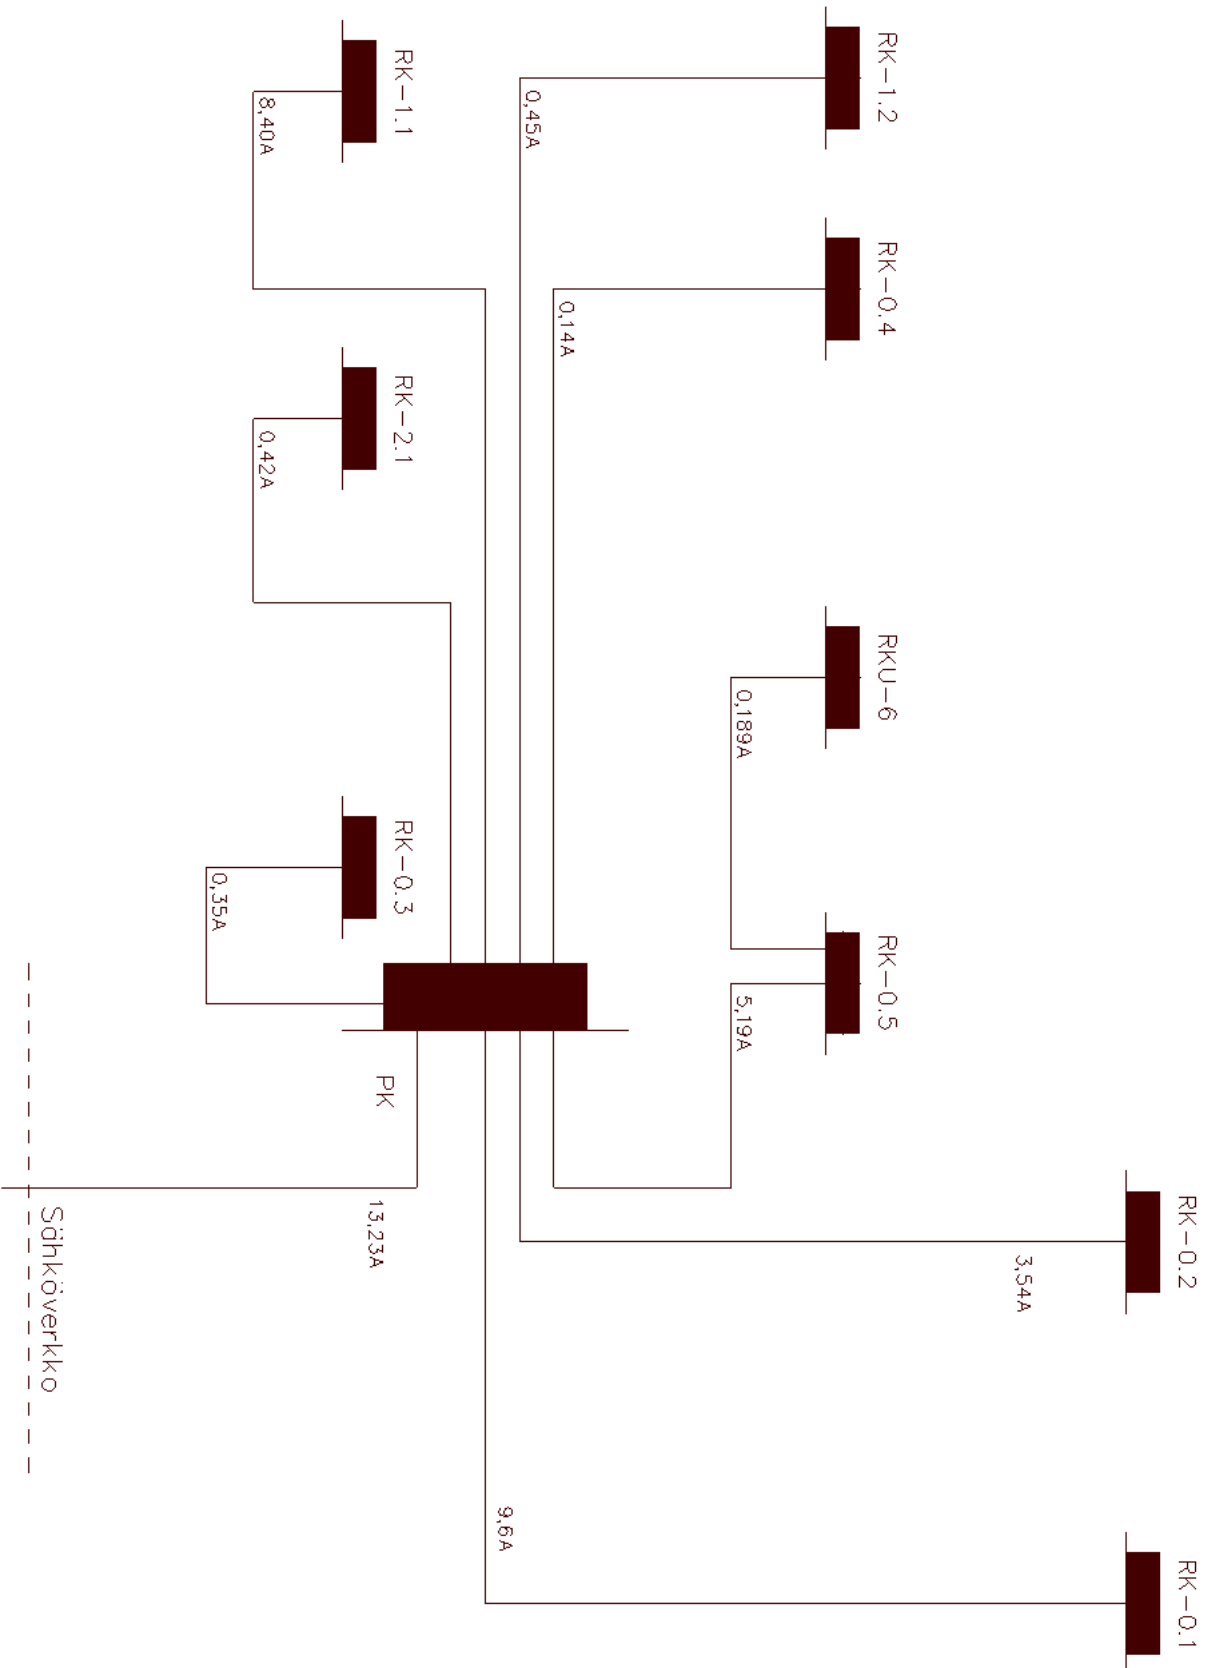 RK-0.2
RK-0.1
3,54A
RK-1.2
RK-0.4
RKU-6
RK-0.5
0,189A
5,19A
0,14A
0,45A
9,6A
RK-1.1
RK-2.1
RK-0.3
PK
13,23A
8,40A
0,42A
0,35A
Sähköverkko